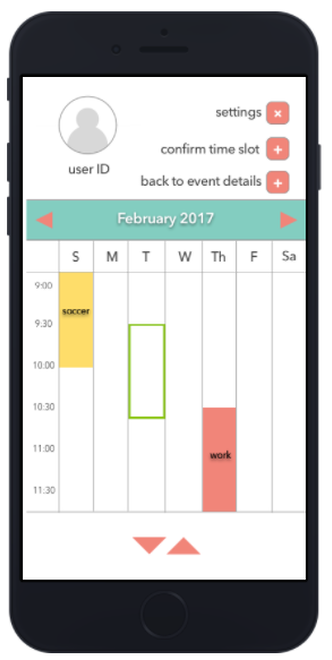 settings
confirm time slot
user ID
back to event details
February 2017
S M T W Th F Sa
9:00
soccer
9.30
10.00
10:30
11:00
work
11:30